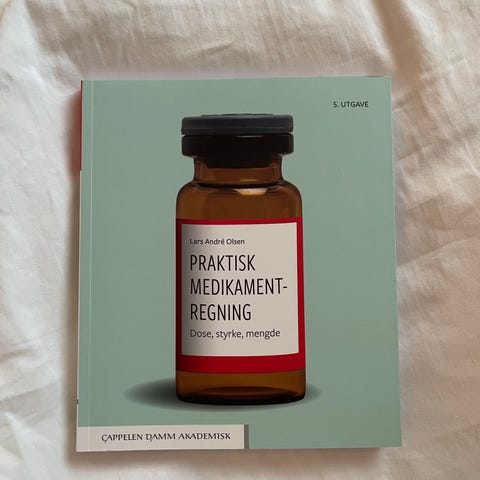 5. UTGAVE
Lars André Olsen
PRAKTISK
MEDIKAMENT-
REGNING
Dose, styrke, mengde
CAPPELEN DAMM AKADEMISK